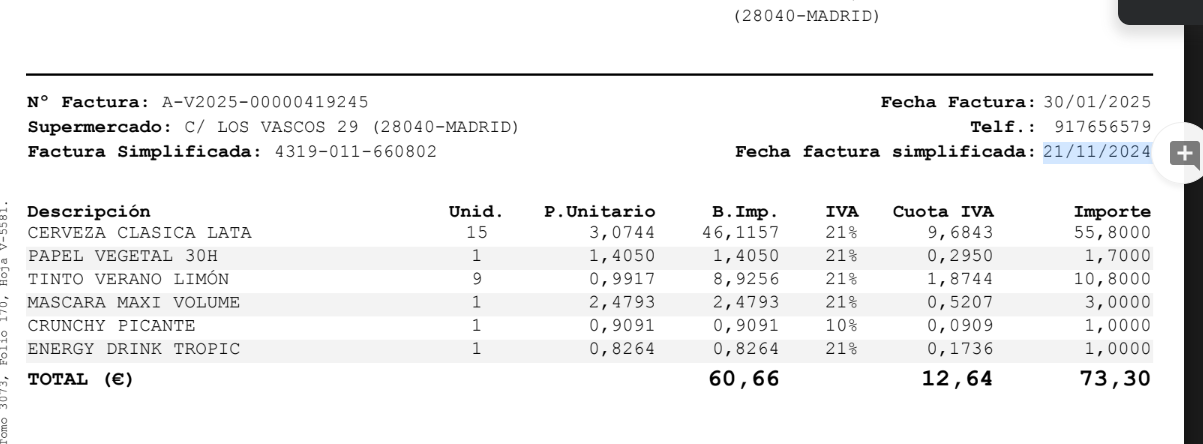 (28040-MADRID)
Nº Factura: A-V2025-00000419245 Fecha Factura: 30/01/2025
Supermercado: C/ LOS VASCOS 29 (28040-MADRID) Telf.: 917656579
Factura Simplificada: 4319-011-660802 Fecha factura simplificada: 21/11/2024
Descripción Unid. P.Unitario B.Imp. IVA Cuota IVA Importe
CERVEZA CLASICA LATA 15 3,0744 46,1157 21% 9,6843 55,8000
PAPEL VEGETAL 30H 1 1,4050 1,4050 21% 0,2950 1,7000
TINTO VERANO LIMÓN 9 0,9917 8,9256 21% 1,8744 10,8000
MASCARA MAXI VOLUME 1 2,4793 2,4793 21% 0,5207 3,0000
CRUNCHY PICANTE 1 0,9091 0,9091 10% 0,0909 1,0000
ENERGY DRINK TROPIC 1 0,8264 0,8264 21% 0,1736 1,0000
TOTAL (€) 60,66 12,64 73,30
Tomo 3073, Folio 170, Hoja V-5581.